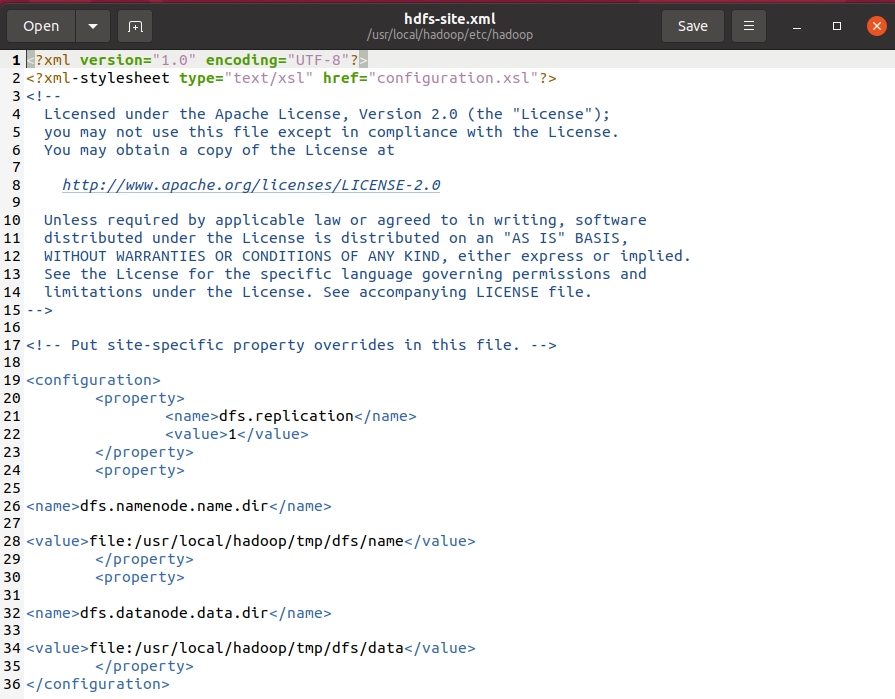 Open
hdfs-site.xml
/usr/local/hadoop/etc/hadoop
Save
1 <?xml version="1.0" encoding="UTF-8"?>
2 <?xml-stylesheet type="text/xsl" href="configuration.xsl"?>
3 <!--
4   Licensed under the Apache License, Version 2.0 (the "License");
5   you may not use this file except in compliance with the License.
6   You may obtain a copy of the License at
7
8     http://www.apache.org/licenses/LICENSE-2.0
9
10   Unless required by applicable law or agreed to in writing, software
11   distributed under the License is distributed on an "AS IS" BASIS,
12   WITHOUT WARRANTIES OR CONDITIONS OF ANY KIND, either express or implied.
13   See the License for the specific language governing permissions and
14   limitations under the License. See accompanying LICENSE file.
15 -->
16
17 <!-- Put site-specific property overrides in this file. -->
18
19 <configuration>
20         <property>
21                 <name>dfs.replication</name>
22                 <value>1</value>
23         </property>
24         <property>
25
26 <name>dfs.namenode.name.dir</name>
27
28 <value>file:/usr/local/hadoop/tmp/dfs/name</value>
29         </property>
30         <property>
31
32 <name>dfs.datanode.data.dir</name>
33
34 <value>file:/usr/local/hadoop/tmp/dfs/data</value>
35         </property>
36 </configuration>